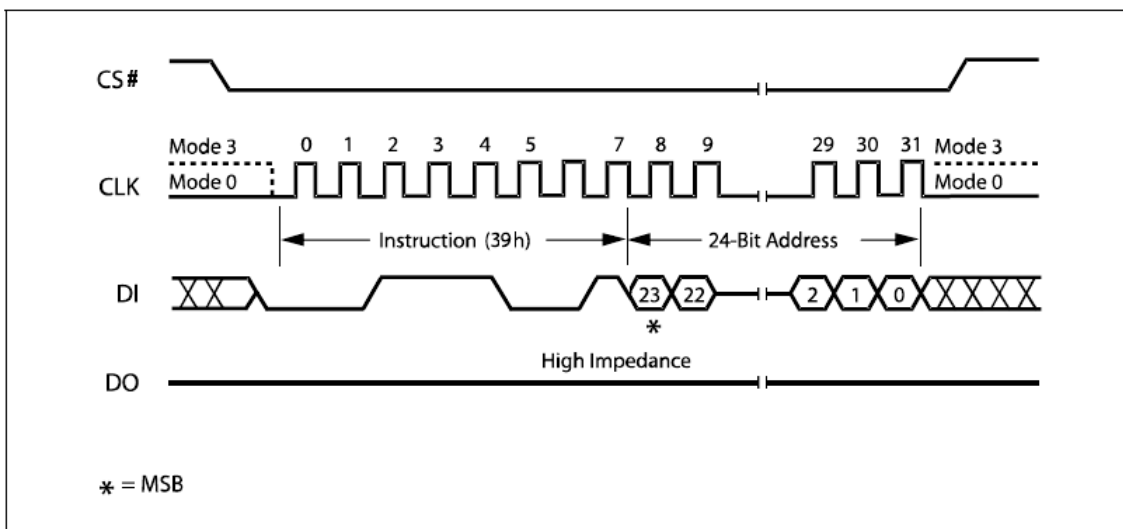 CS#
0 1 2 3 4 5 7 8 9 29 30 31
Mode 3 Mode 3
CLK Mode 0 Mode 0
Instruction (39h) 24-Bit Address
DI 23 22 2 1 0
*
High Impedance
DO
* = MSB